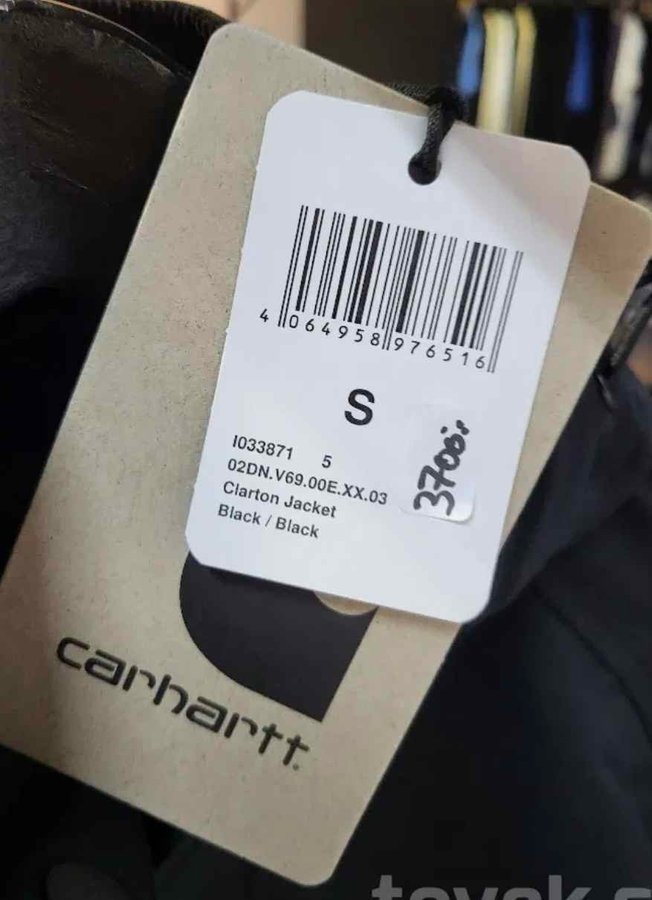 4 064958 976516
S
I033871 5
02DN.V69.00E.XX.03
Clarton Jacket
Black / Black
3700:
carhartt